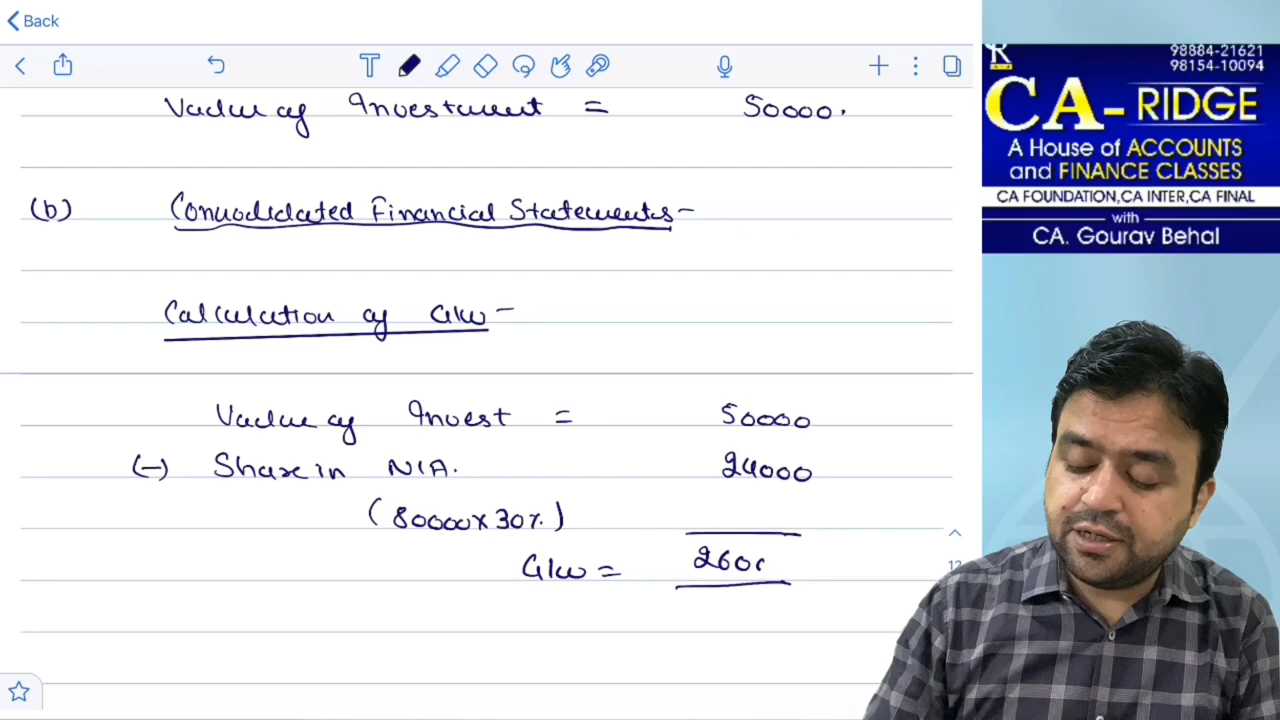 Back
Value of Investment = 50000.
(b) Consolidated Financial Statements-
Calculation of G/w -
Value of Invest = 50000
(-) Share in N/A. 24000
(80000 x 30%.)
G/w = 2600
98884-21621
98154-10094
CA- RIDGE
A House of ACCOUNTS
and FINANCE CLASSES
CA FOUNDATION,CA INTER,CA FINAL
with
CA. Gourav Behal